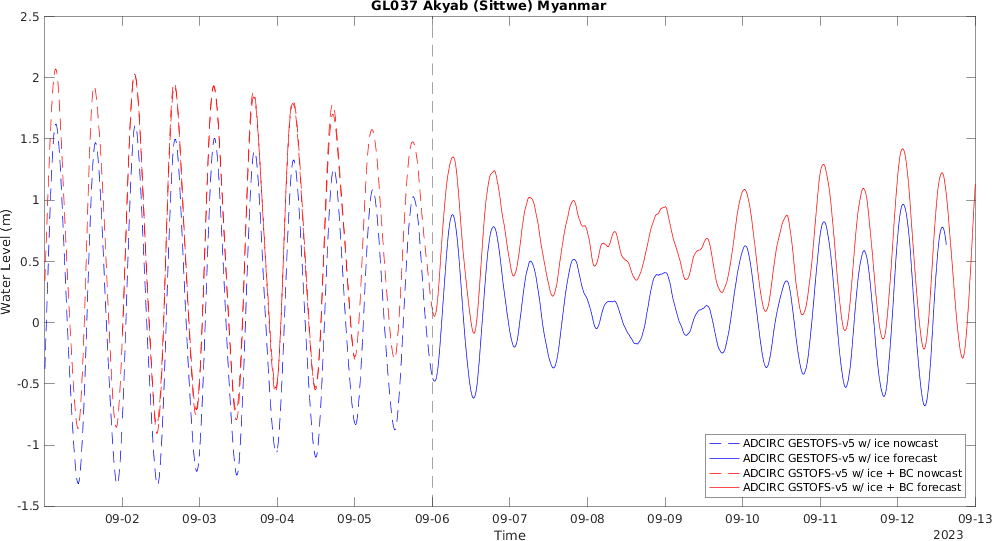 GL037 Akyab (Sittwe) Myanmar
2.5
2
1.5
1
0.5
0
-0.5
-1
-1.5
Water Level (m)
ADCIRC GESTOFS-v5 w/ ice nowcast
ADCIRC GESTOFS-v5 w/ ice forecast
ADCIRC GSTOFS-v5 w/ ice + BC nowcast
ADCIRC GSTOFS-v5 w/ ice + BC forecast
09-02 09-03 09-04 09-05 09-06 09-07 09-08 09-09 09-10 09-11 09-12 09-13
Time
2023